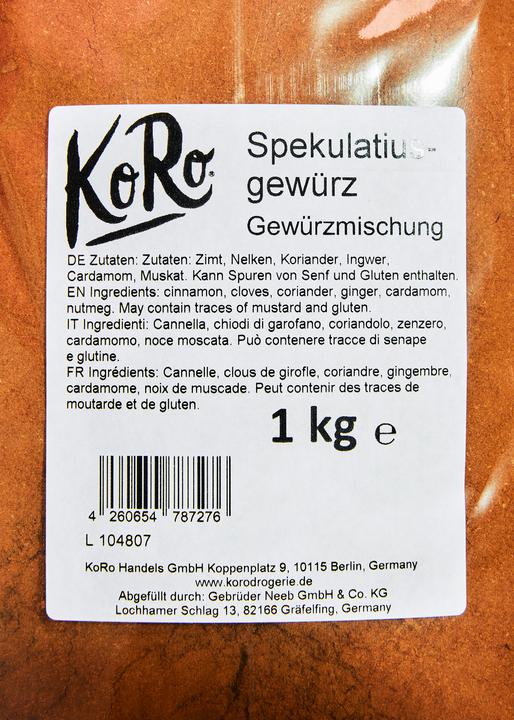 KoRo
Spekulatius-
gewürz
Gewürzmischung
DE Zutaten: Zutaten: Zimt, Nelken, Koriander, Ingwer,
Cardamom, Muskat. Kann Spuren von Senf und Gluten enthalten.
EN Ingredients: cinnamon, cloves, coriander, ginger, cardamom,
nutmeg. May contain traces of mustard and gluten.
IT Ingredienti: Cannella, chiodi di garofano, coriandolo, zenzero,
cardamomo, noce moscata. Può contenere tracce di senape
e glutine.
FR Ingrédients: Cannelle, clous de girofle, coriandre, gingembre,
cardamome, noix de muscade. Peut contenir des traces de
moutarde et de gluten.
1 kg ℮
4 260654 787276
L 104807
KoRo Handels GmbH Koppenplatz 9, 10115 Berlin, Germany
www.korodrogerie.de
Abgefüllt durch: Gebrüder Neeb GmbH & Co. KG
Lochhamer Schlag 13, 82166 Gräfelfing, Germany